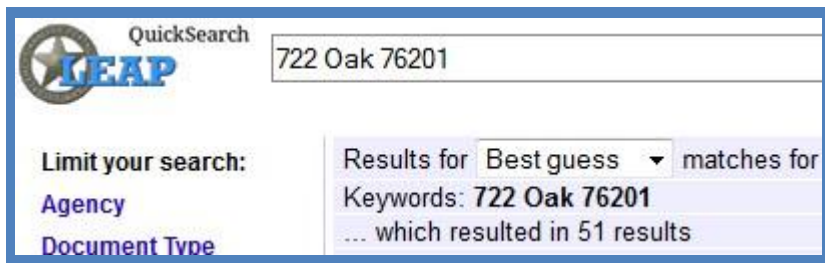 QuickSearch
LEAP
722 Oak 76201
Limit your search:
Agency
Document Type
Results for Best guess matches for
Keywords: 722 Oak 76201
... which resulted in 51 results